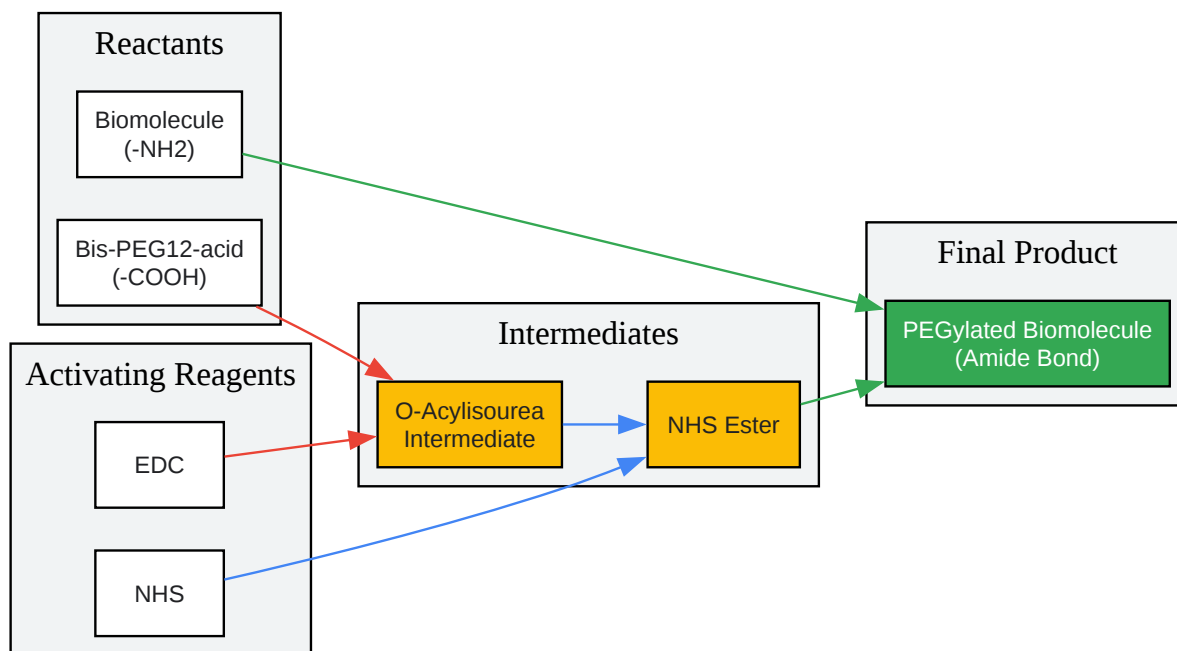 Reactants
Biomolecule
(-NH2)
Bis-PEG12-acid
(-COOH)
Activating Reagents
EDC
NHS
Intermediates
O-Acylisourea
Intermediate
NHS Ester
Final Product
PEGylated Biomolecule
(Amide Bond)